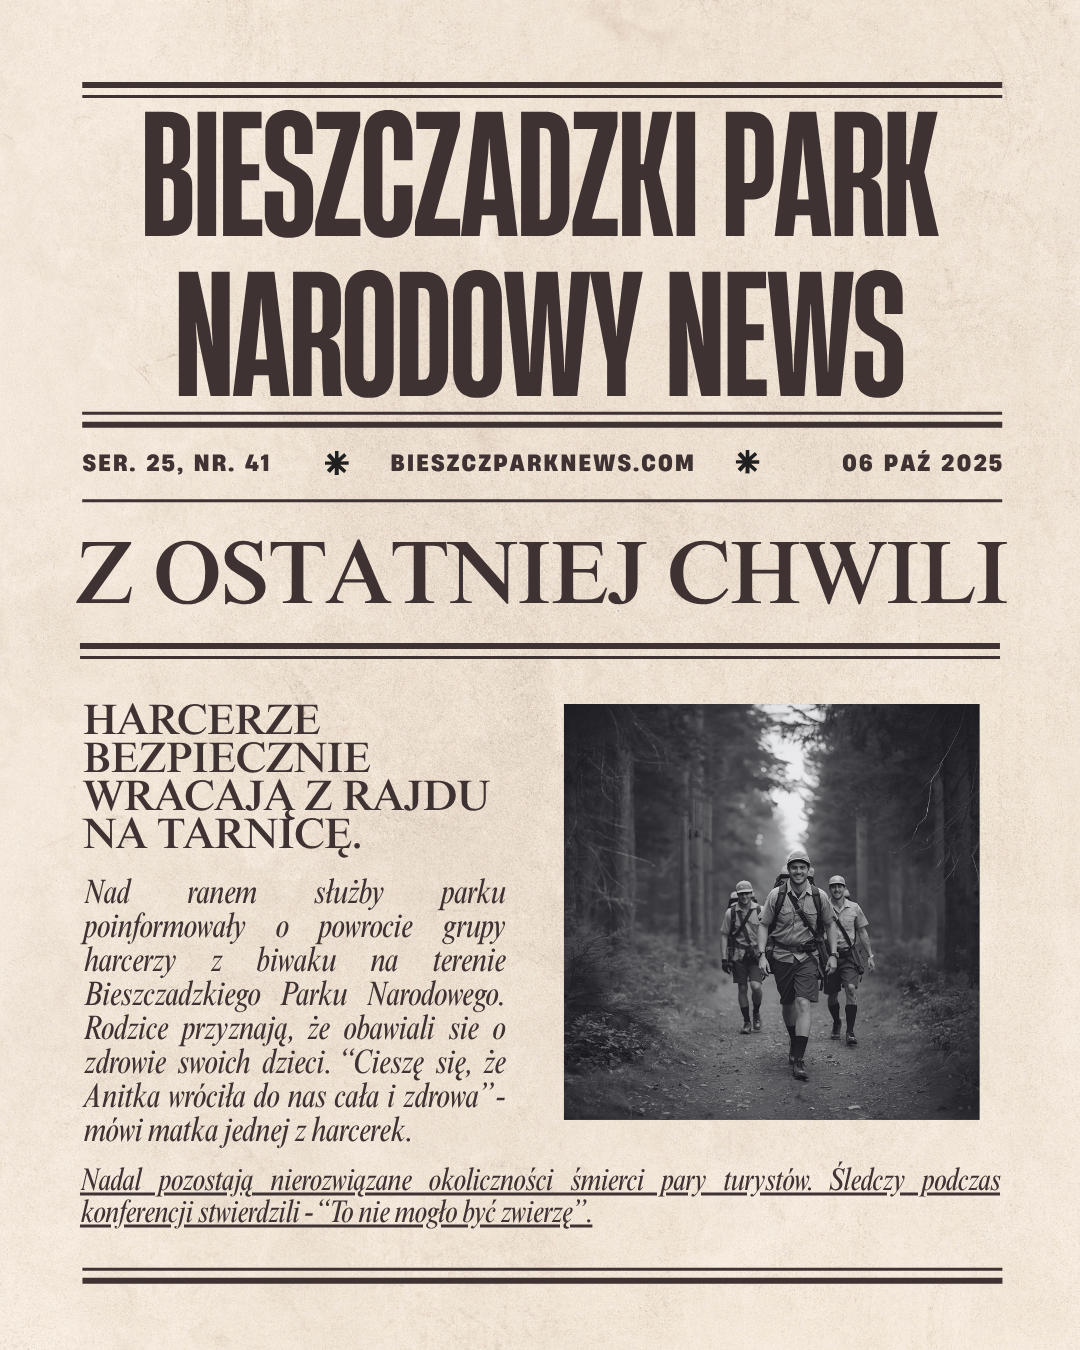 BIESZCZADZKI PARK
NARODOWY NEWS
SER. 25, NR. 41 * BIESZCZPARKNEWS.COM * 06 PAŹ 2025
Z OSTATNIEJ CHWILI
HARCERZE
BEZPIECZNIE
WRACAJĄ Z RAJDU
NA TARNICĘ.
Nad ranem służby parku
poinformowały o powrocie grupy
harcerzy z biwaku na terenie
Bieszczadzkiego Parku Narodowego.
Rodzice przyznają, że obawiali sie o
zdrowie swoich dzieci. “Cieszę się, że
Anitka wróciła do nas cała i zdrowa” -
mówi matka jednej z harcerek.
Nadal pozostają nierozwiązane okoliczności śmierci pary turystów. Śledczy podczas
konferencji stwierdzili - “To nie mogło być zwierzę”.